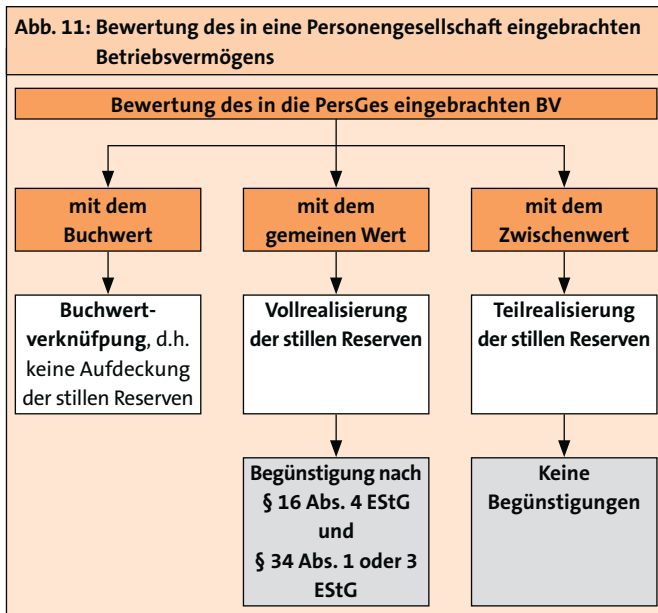 Abb. 11: Bewertung des in eine Personengesellschaft eingebrachten
Betriebsvermögens
Bewertung des in die PersGes eingebrachten BV
mit dem
Buchwert
mit dem
gemeinen Wert
mit dem
Zwischenwert
Buchwert-
verknüfpung, d.h.
keine Aufdeckung
der stillen Reserven
Vollrealisierung
der stillen Reserven
Teilrealisierung
der stillen Reserven
Begünstigung nach
§ 16 Abs. 4 EStG
und
§ 34 Abs. 1 oder 3
EStG
Keine
Begünstigungen